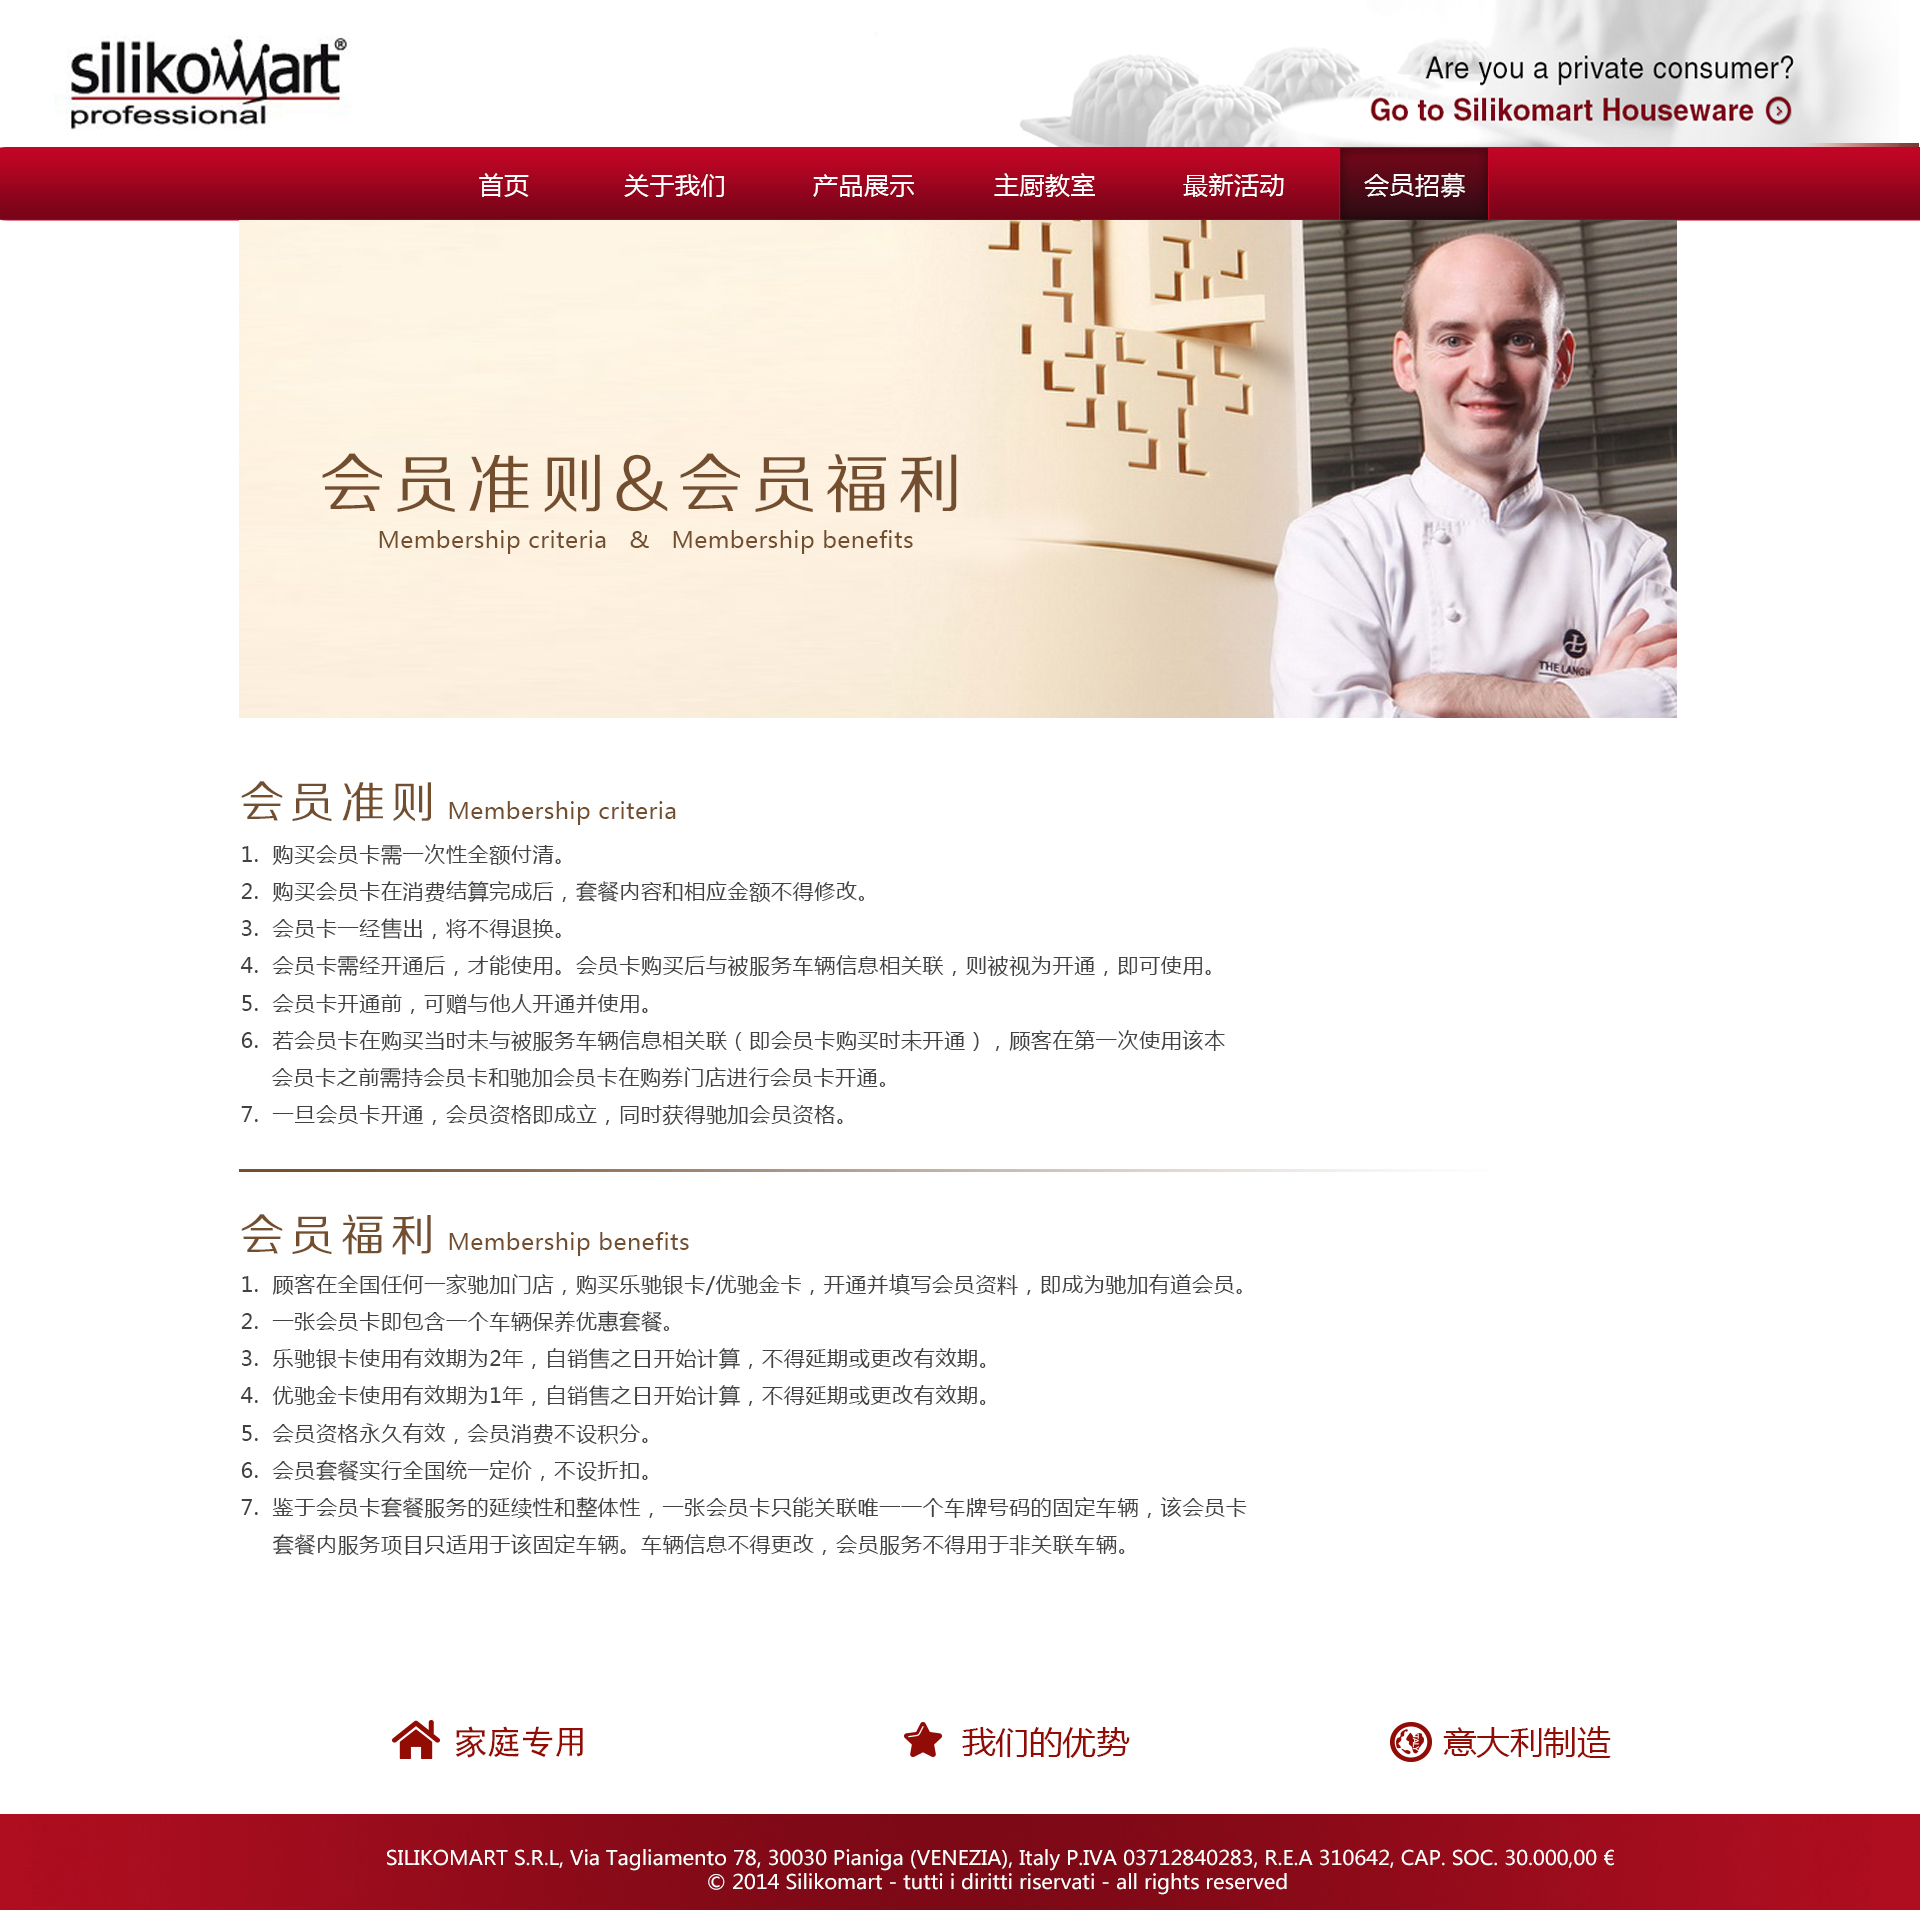 silikomart®
professional
Are you a private consumer?
Go to Silikomart Houseware
首页 关于我们 产品展示 主厨教室 最新活动 会员招募
会员准则&会员福利
Membership criteria & Membership benefits
THE LANGH
会员准则 Membership criteria
1. 购买会员卡需一次性全额付清。
2. 购买会员卡在消费结算完成后，套餐内容和相应金额不得修改。
3. 会员卡一经售出，将不得退换。
4. 会员卡需经开通后，才能使用。会员卡购买后与被服务车辆信息相关联，则被视为开通，即可使用。
5. 会员卡开通前，可赠与他人开通并使用。
6. 若会员卡在购买当时未与被服务车辆信息相关联（即会员卡购买时未开通），顾客在第一次使用该本
会员卡之前需持会员卡和驰加会员卡在购券门店进行会员卡开通。
7. 一旦会员卡开通，会员资格即成立，同时获得驰加会员资格。
会员福利 Membership benefits
1. 顾客在全国任何一家驰加门店，购买乐驰银卡/优驰金卡，开通并填写会员资料，即成为驰加有道会员。
2. 一张会员卡即包含一个车辆保养优惠套餐。
3. 乐驰银卡使用有效期为2年，自销售之日开始计算，不得延期或更改有效期。
4. 优驰金卡使用有效期为1年，自销售之日开始计算，不得延期或更改有效期。
5. 会员资格永久有效，会员消费不设积分。
6. 会员套餐实行全国统一定价，不设折扣。
7. 鉴于会员卡套餐服务的延续性和整体性，一张会员卡只能关联唯一一个车牌号码的固定车辆，该会员卡
套餐内服务项目只适用于该固定车辆。车辆信息不得更改，会员服务不得用于非关联车辆。
家庭专用 我们的优势 意大利制造
SILIKOMART S.R.L, Via Tagliamento 78, 30030 Pianiga (VENEZIA), Italy P.IVA 03712840283, R.E.A 310642, CAP. SOC. 30.000,00 €
© 2014 Silikomart - tutti i diritti riservati - all rights reserved